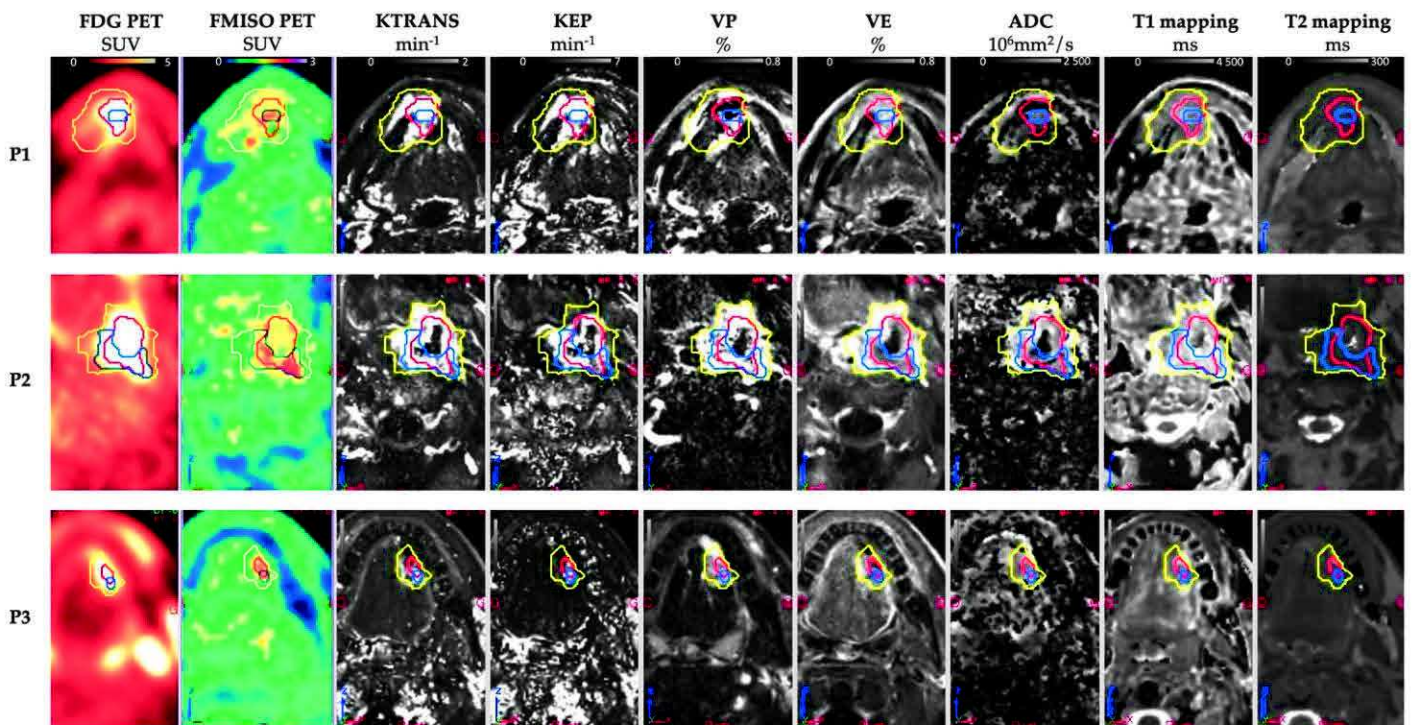 FDG PET FMISO PET KTRANS KEP VP VE ADC T1 mapping T2 mapping
SUV SUV min⁻¹ min⁻¹ % % 10⁶mm²/s ms ms
0 5 0 3 0 2 0 7 0 0.8 0 0.8 0 2 500 0 4 500 0 300
P1
P2
P3